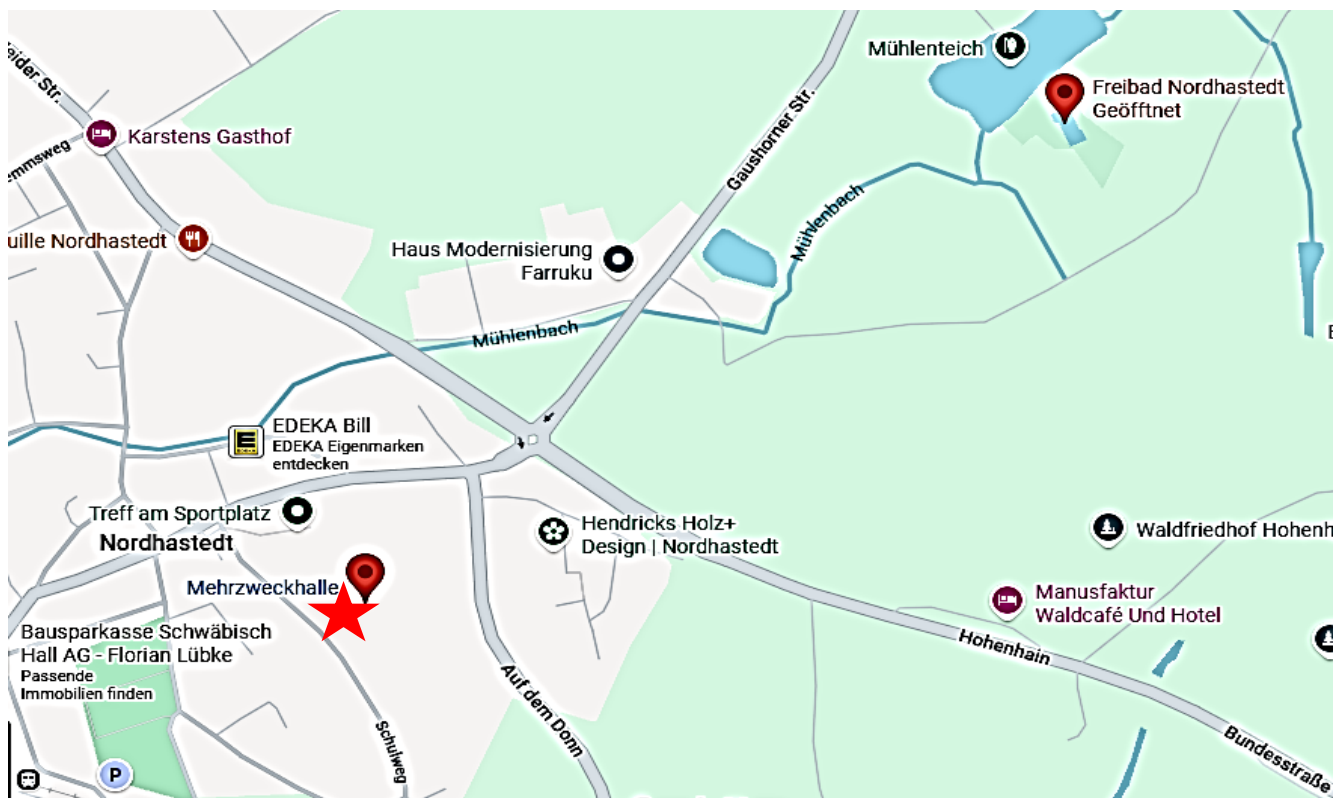 Heider Str.
Karstens Gasthof
emmsweg
uille Nordhastedt
Haus Modernisierung
Farruku
Gaushorner Str.
Mühlenteich
Freibad Nordhastedt
Geöfftnet
Mühlenbach
Mühlenbach
EDEKA Bill
EDEKA Eigenmarken
entdecken
Treff am Sportplatz
Nordhastedt
Hendricks Holz+
Design | Nordhastedt
Waldfriedhof Hohenh
Mehrzweckhalle
Manusfaktur
Waldcafé Und Hotel
Bausparkasse Schwäbisch
Hall AG - Florian Lübke
Passende
Immobilien finden
Hohenhain
Auf dem Donn
Schulweg
Bundesstraße
P